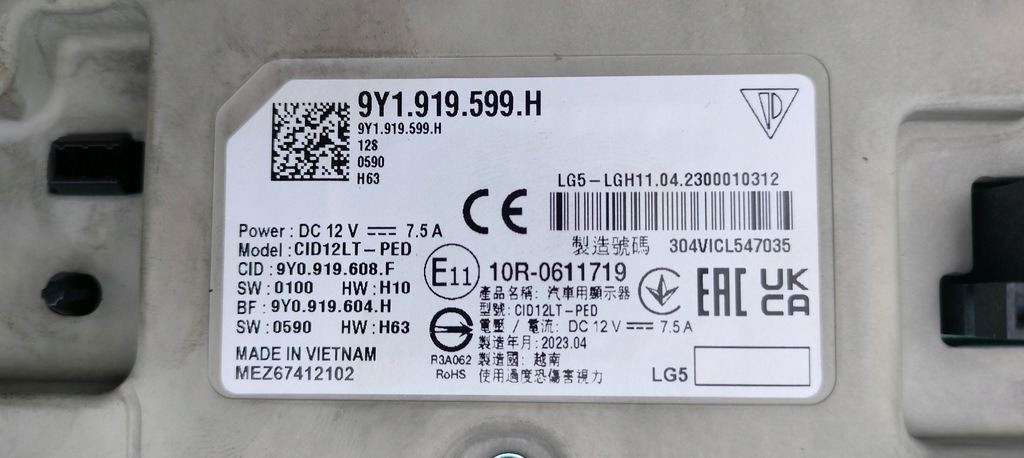 9Y1.919.599.H
9Y1.919.599.H
128
0590
H63
LG5-LGH11.04.2300010312
CE
製造號碼 304VICL547035
Power : DC 12 V ⎓ 7.5 A
Model : CID12LT-PED
CID : 9Y0.919.608.F
SW : 0100 HW : H10
BF : 9Y0.919.604.H
SW : 0590 HW : H63
MADE IN VIETNAM
MEZ67412102
E11 10R-0611719
EAC
UK
CA
產品名稱: 汽車用顯示器
型號: CID12LT-PED
電壓 / 電流: DC 12 V ⎓ 7.5 A
製造年月: 2023.04
製造國: 越南
使用過度恐傷害視力
R3A062
RoHS
LG5